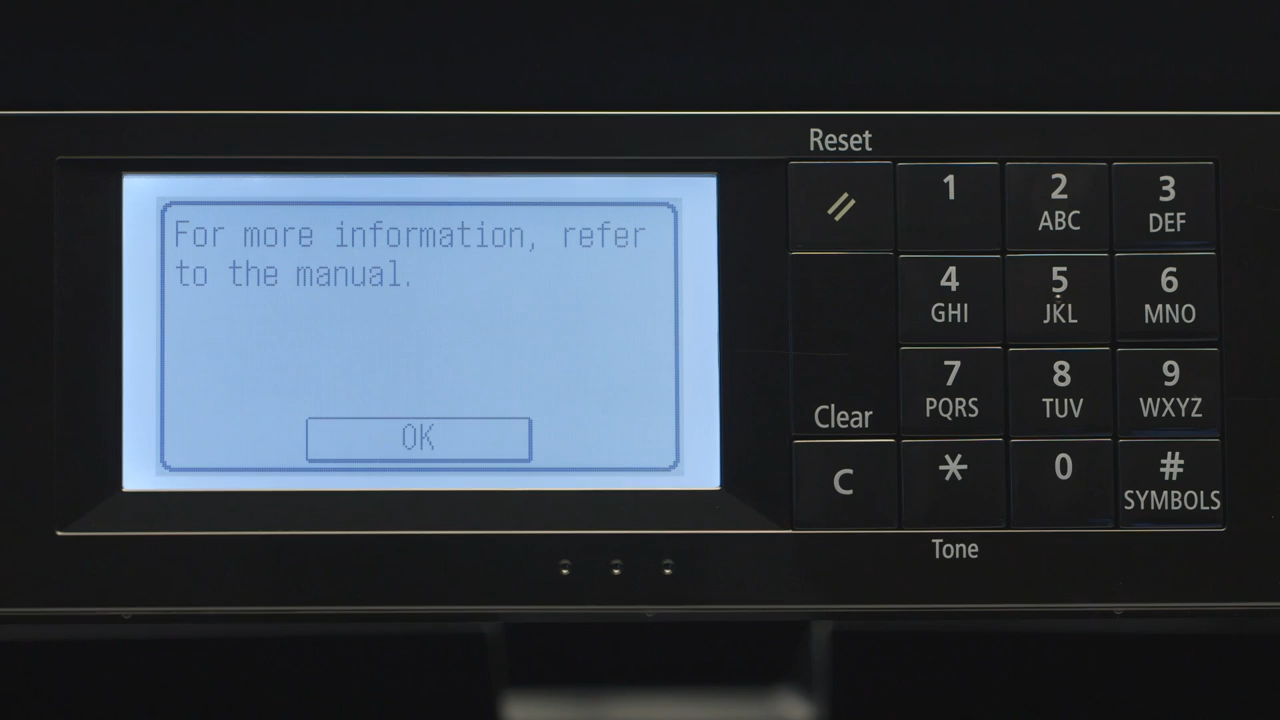 Reset
For more information, refer
to the manual.
OK
1
2
ABC
3
DEF
4
GHI
5
JKL
6
MNO
7
PQRS
8
TUV
9
WXYZ
Clear
C
*
0
#
SYMBOLS
Tone